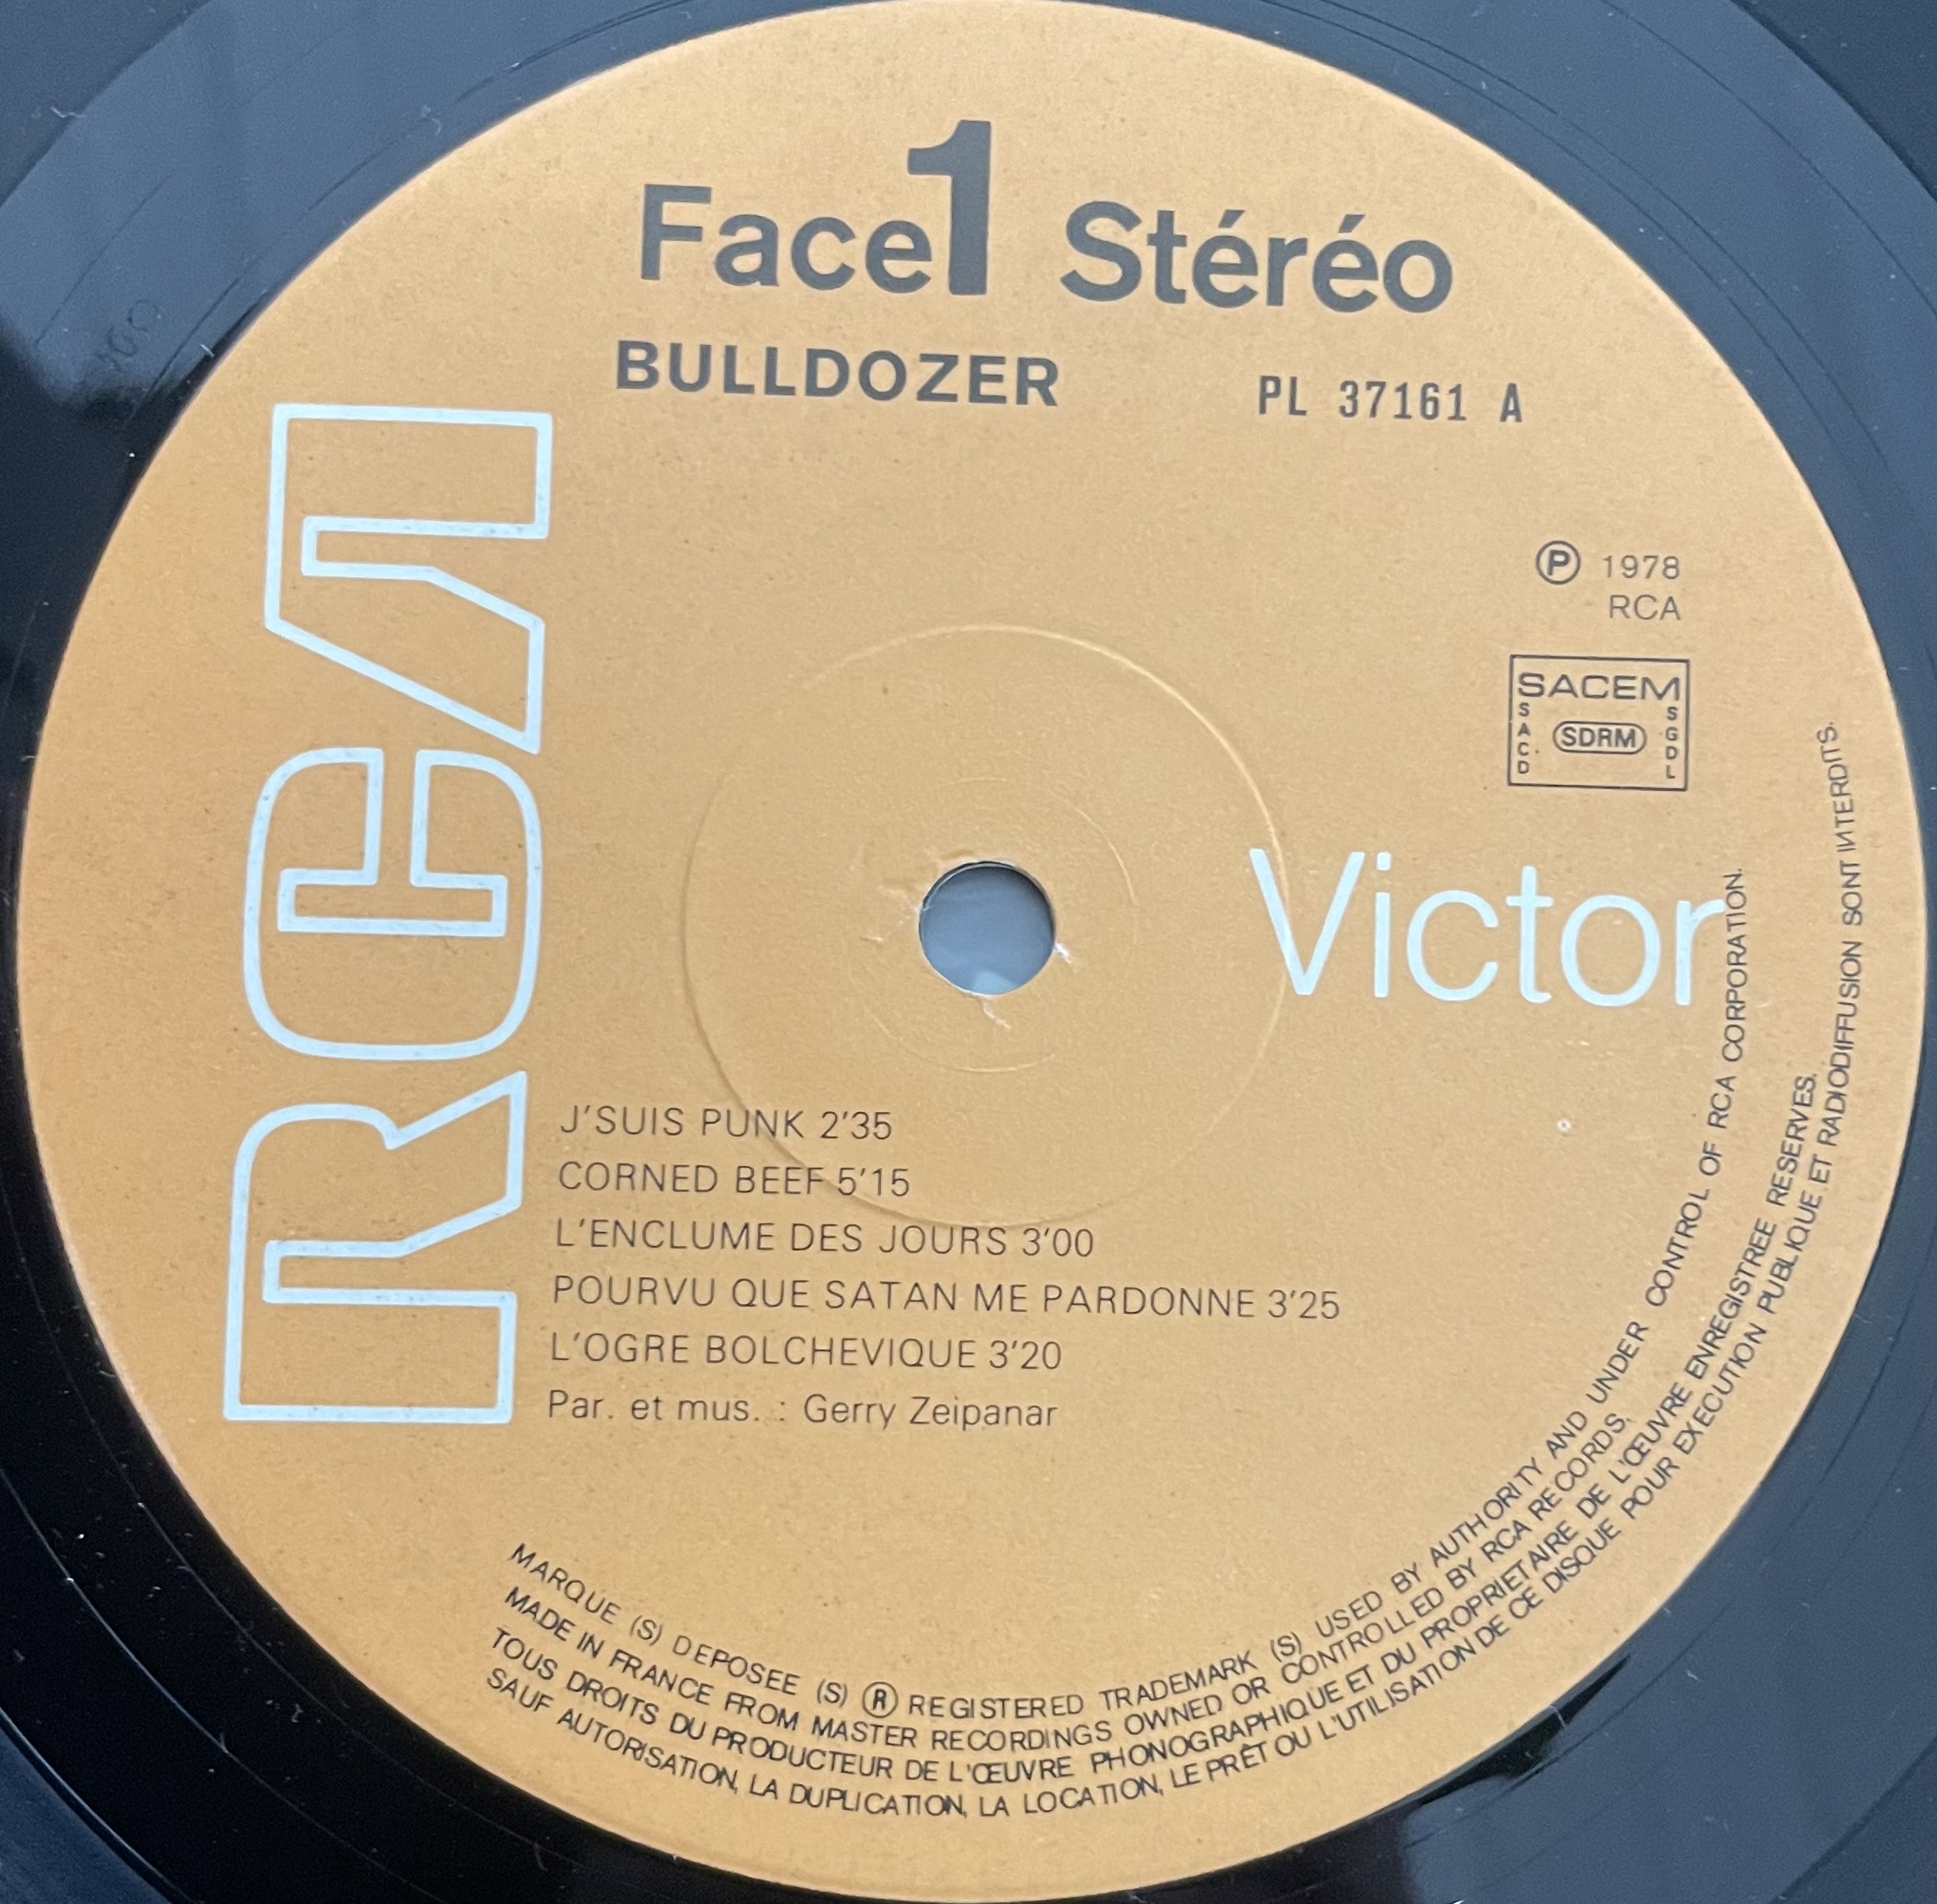 Face 1 Stéréo
BULLDOZER
PL 37161 A
Ⓟ 1978
RCA
SACEM
SACD
SDRM
SGDL
RCA
Victor
J'SUIS PUNK 2'35
CORNED BEEF 5'15
L'ENCLUME DES JOURS 3'00
POURVU QUE SATAN ME PARDONNE 3'25
L'OGRE BOLCHEVIQUE 3'20
Par. et mus. : Gerry Zeipanar
MARQUE (S) DEPOSEE (S) ® REGISTERED TRADEMARK (S) USED BY AUTHORITY AND UNDER CONTROL OF RCA CORPORATION.
MADE IN FRANCE FROM MASTER RECORDINGS OWNED OR CONTROLLED BY RCA RECORDS.
TOUS DROITS DU PRODUCTEUR DE L'ŒUVRE PHONOGRAPHIQUE ET DU PROPRIETAIRE DE L'ŒUVRE ENREGISTREE RESERVES.
SAUF AUTORISATION, LA DUPLICATION, LA LOCATION, LE PRÊT OU L'UTILISATION DE CE DISQUE POUR EXECUTION PUBLIQUE ET RADIODIFFUSION SONT INTERDITS.